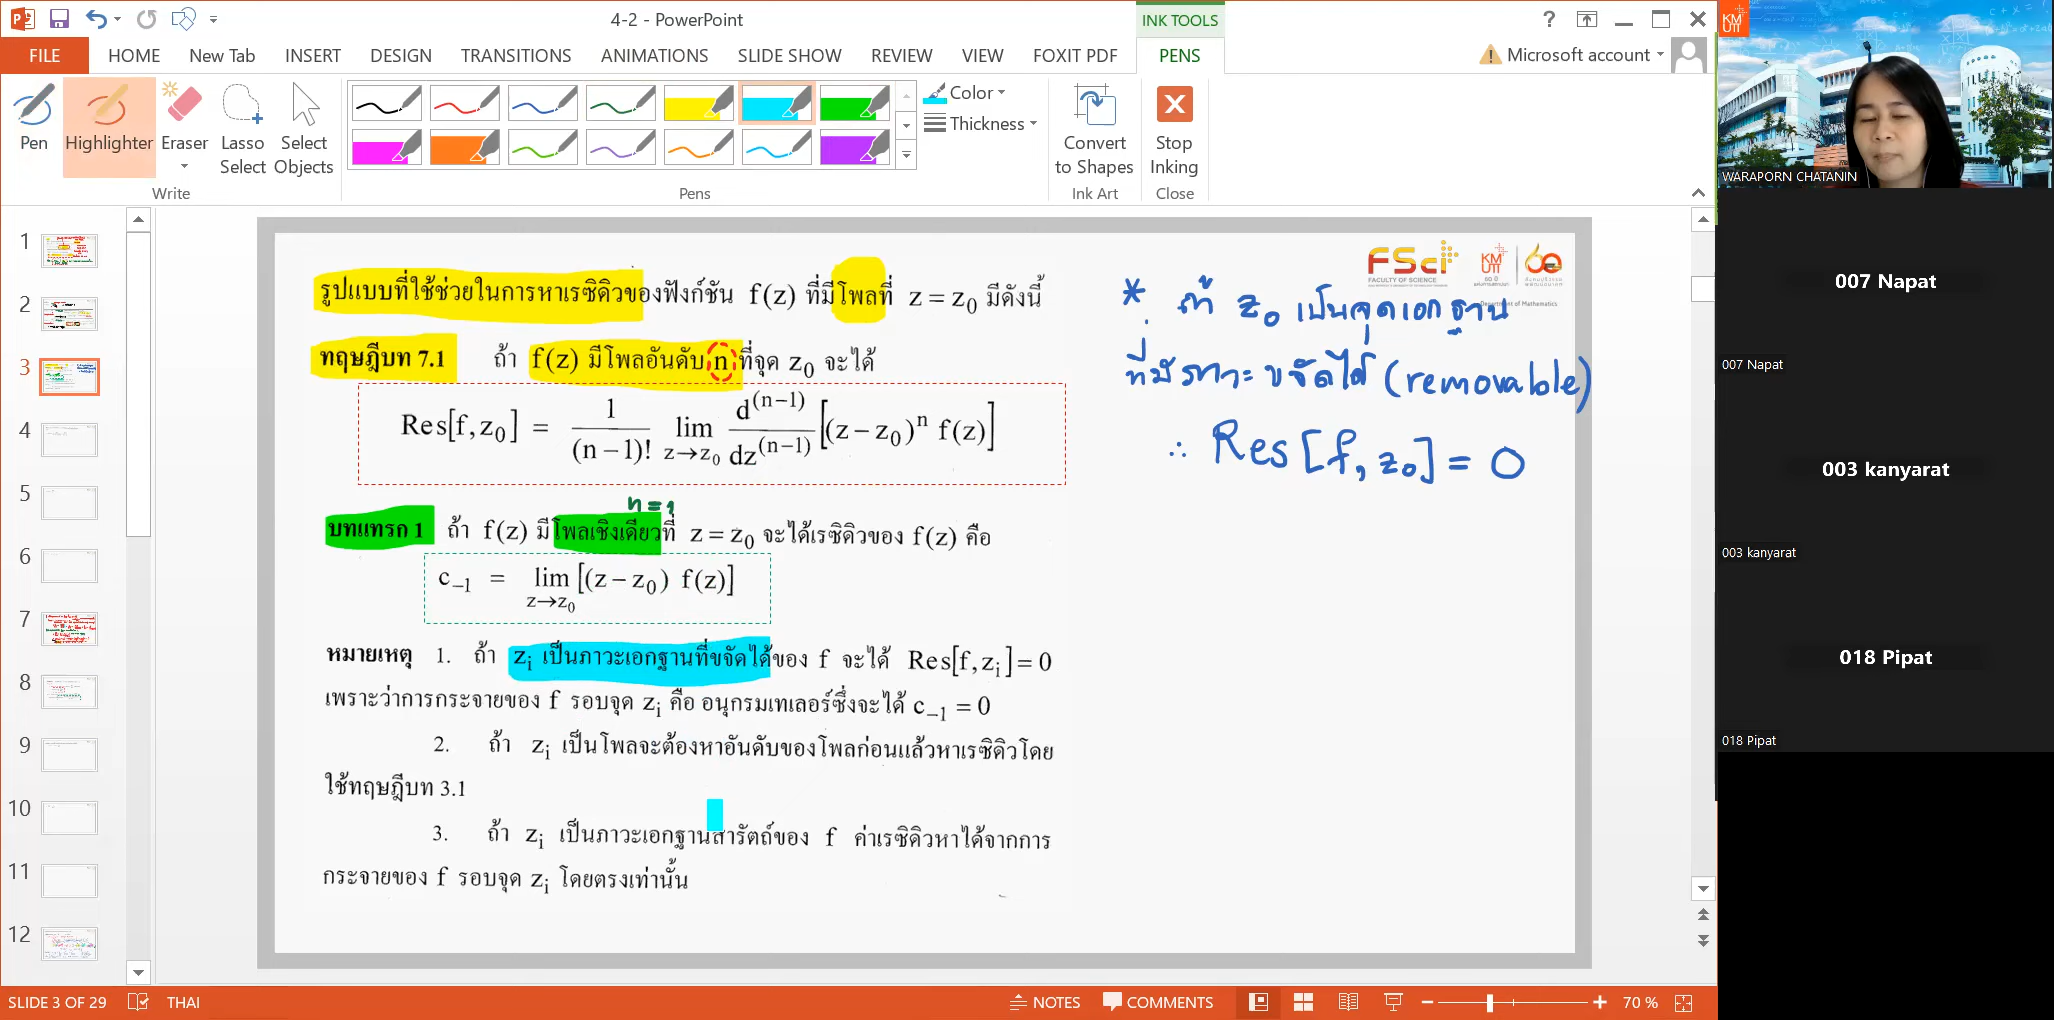 4-2 - PowerPoint
INK TOOLS
?
FILE
HOME
New Tab
INSERT
DESIGN
TRANSITIONS
ANIMATIONS
SLIDE SHOW
REVIEW
VIEW
FOXIT PDF
PENS
Microsoft account
Pen
Highlighter
Eraser
Lasso Select
Select Objects
Write
Pens
Color
Thickness
Convert to Shapes
Ink Art
Stop Inking
Close
1
2
3
4
5
6
7
8
9
10
11
12
FSci
FACULTY OF SCIENCE
KMUTT
Department of Mathematics
รูปแบบที่ใช้ช่วยในการหาเรซิดิวของฟังก์ชัน f(z) ที่มีโพลที่ z = z₀ มีดังนี้
ทฤษฎีบท 7.1 ถ้า f(z) มีโพลอันดับ n ที่จุด z₀ จะได้
Res[f, z₀] = 1/(n−1)! lim z→z₀ d^(n−1)/dz^(n−1) [(z−z₀)ⁿ f(z)]
n=1
บทแทรก 1 ถ้า f(z) มีโพลเชิงเดียวที่ z = z₀ จะได้เรซิดิวของ f(z) คือ
c₋₁ = lim z→z₀ [(z−z₀) f(z)]
หมายเหตุ 1. ถ้า zᵢ เป็นภาวะเอกฐานที่ขจัดได้ของ f จะได้ Res[f, zᵢ] = 0
เพราะว่าการกระจายของ f รอบจุด zᵢ คือ อนุกรมเทเลอร์ซึ่งจะได้ c₋₁ = 0
2. ถ้า zᵢ เป็นโพลจะต้องหาอันดับของโพลก่อนแล้วหาเรซิดิวโดย
ใช้ทฤษฎีบท 3.1
3. ถ้า zᵢ เป็นภาวะเอกฐานสารัตถ์ของ f ค่าเรซิดิวหาได้จากการ
กระจายของ f รอบจุด zᵢ โดยตรงเท่านั้น
* ถ้า z₀ เป็นจุดเอกฐาน
ที่มีภาวะขจัดได้ (removable)
∴ Res[f, z₀] = 0
WARAPORN CHATANIN
007 Napat
007 Napat
003 kanyarat
003 kanyarat
018 Pipat
018 Pipat
SLIDE 3 OF 29
THAI
NOTES
COMMENTS
70 %